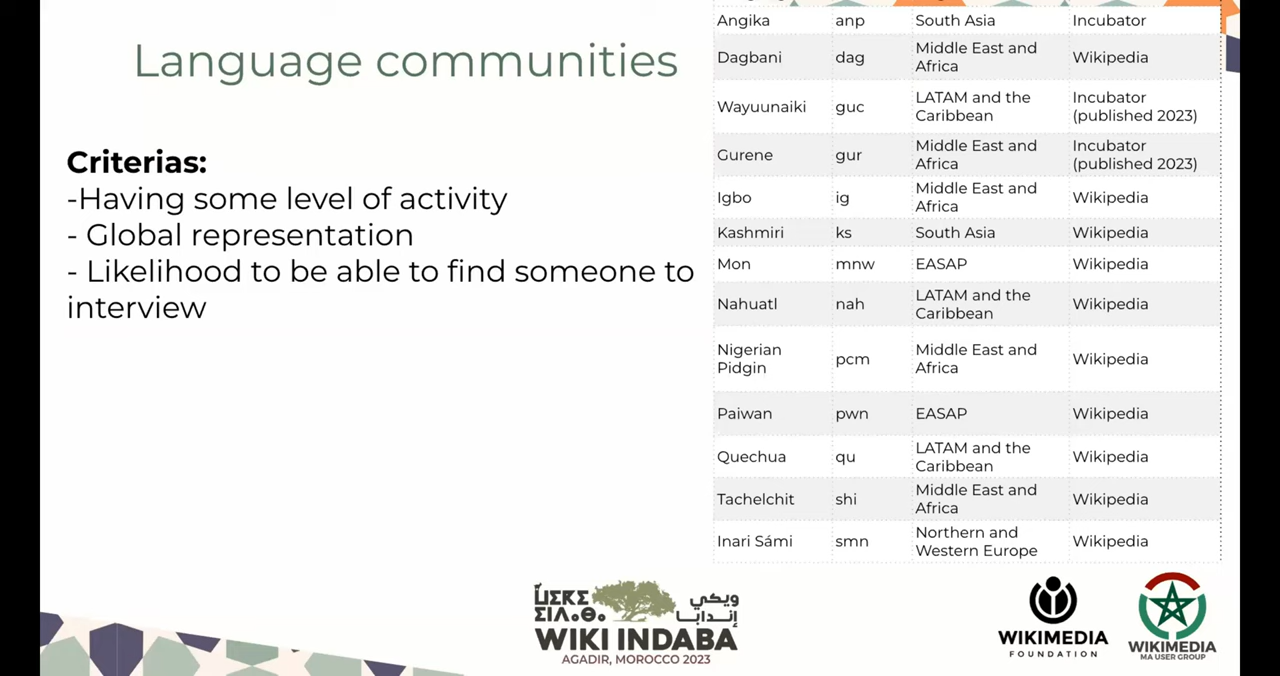 Language communities
Criterias:
-Having some level of activity
- Global representation
- Likelihood to be able to find someone to
interview
Angika anp South Asia Incubator
Dagbani dag Middle East and
Africa Wikipedia
Wayuunaiki guc LATAM and the
Caribbean Incubator
(published 2023)
Gurene gur Middle East and
Africa Incubator
(published 2023)
Igbo ig Middle East and
Africa Wikipedia
Kashmiri ks South Asia Wikipedia
Mon mnw EASAP Wikipedia
Nahuatl nah LATAM and the
Caribbean Wikipedia
Nigerian
Pidgin pcm Middle East and
Africa Wikipedia
Paiwan pwn EASAP Wikipedia
Quechua qu LATAM and the
Caribbean Wikipedia
Tachelchit shi Middle East and
Africa Wikipedia
Inari Sámi smn Northern and
Western Europe Wikipedia
ويكي
إندابا
WIKI INDABA
AGADIR, MOROCCO 2023
WIKIMEDIA
FOUNDATION
WIKIMEDIA
MA USER GROUP